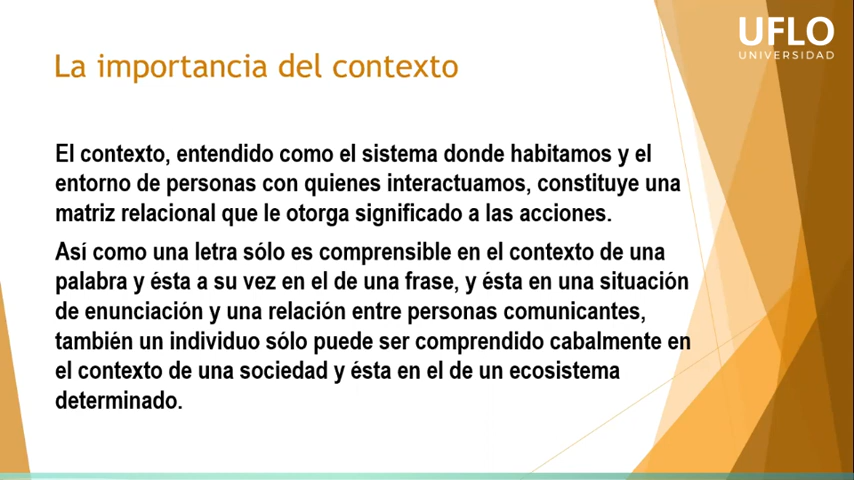 UFLO
UNIVERSIDAD
La importancia del contexto
El contexto, entendido como el sistema donde habitamos y el
entorno de personas con quienes interactuamos, constituye una
matriz relacional que le otorga significado a las acciones.
Así como una letra sólo es comprensible en el contexto de una
palabra y ésta a su vez en el de una frase, y ésta en una situación
de enunciación y una relación entre personas comunicantes,
también un individuo sólo puede ser comprendido cabalmente en
el contexto de una sociedad y ésta en el de un ecosistema
determinado.